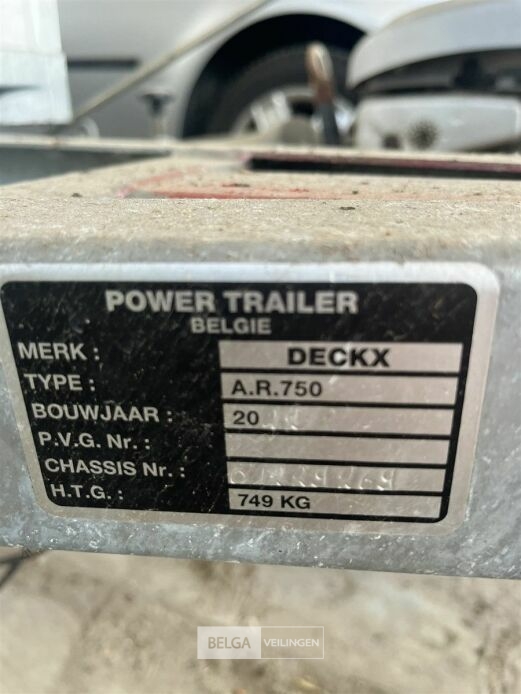 POWER TRAILER
BELGIE
MERK : DECKX
TYPE : A.R.750
BOUWJAAR : 20
P.V.G. Nr. :
CHASSIS Nr. :
H.T.G. : 749 KG
BELGA VEILINGEN